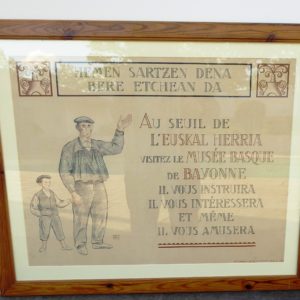 HEMEN SARTZEN DENA
BERE ETCHEAN DA
AU SEUIL DE
L'EUSKAL HERRIA
VISITEZ LE MUSÉE BASQUE
DE BAYONNE
IL VOUS INSTRUIRA
IL VOUS INTÉRESSERA
ET MÊME
IL VOUS AMUSERA